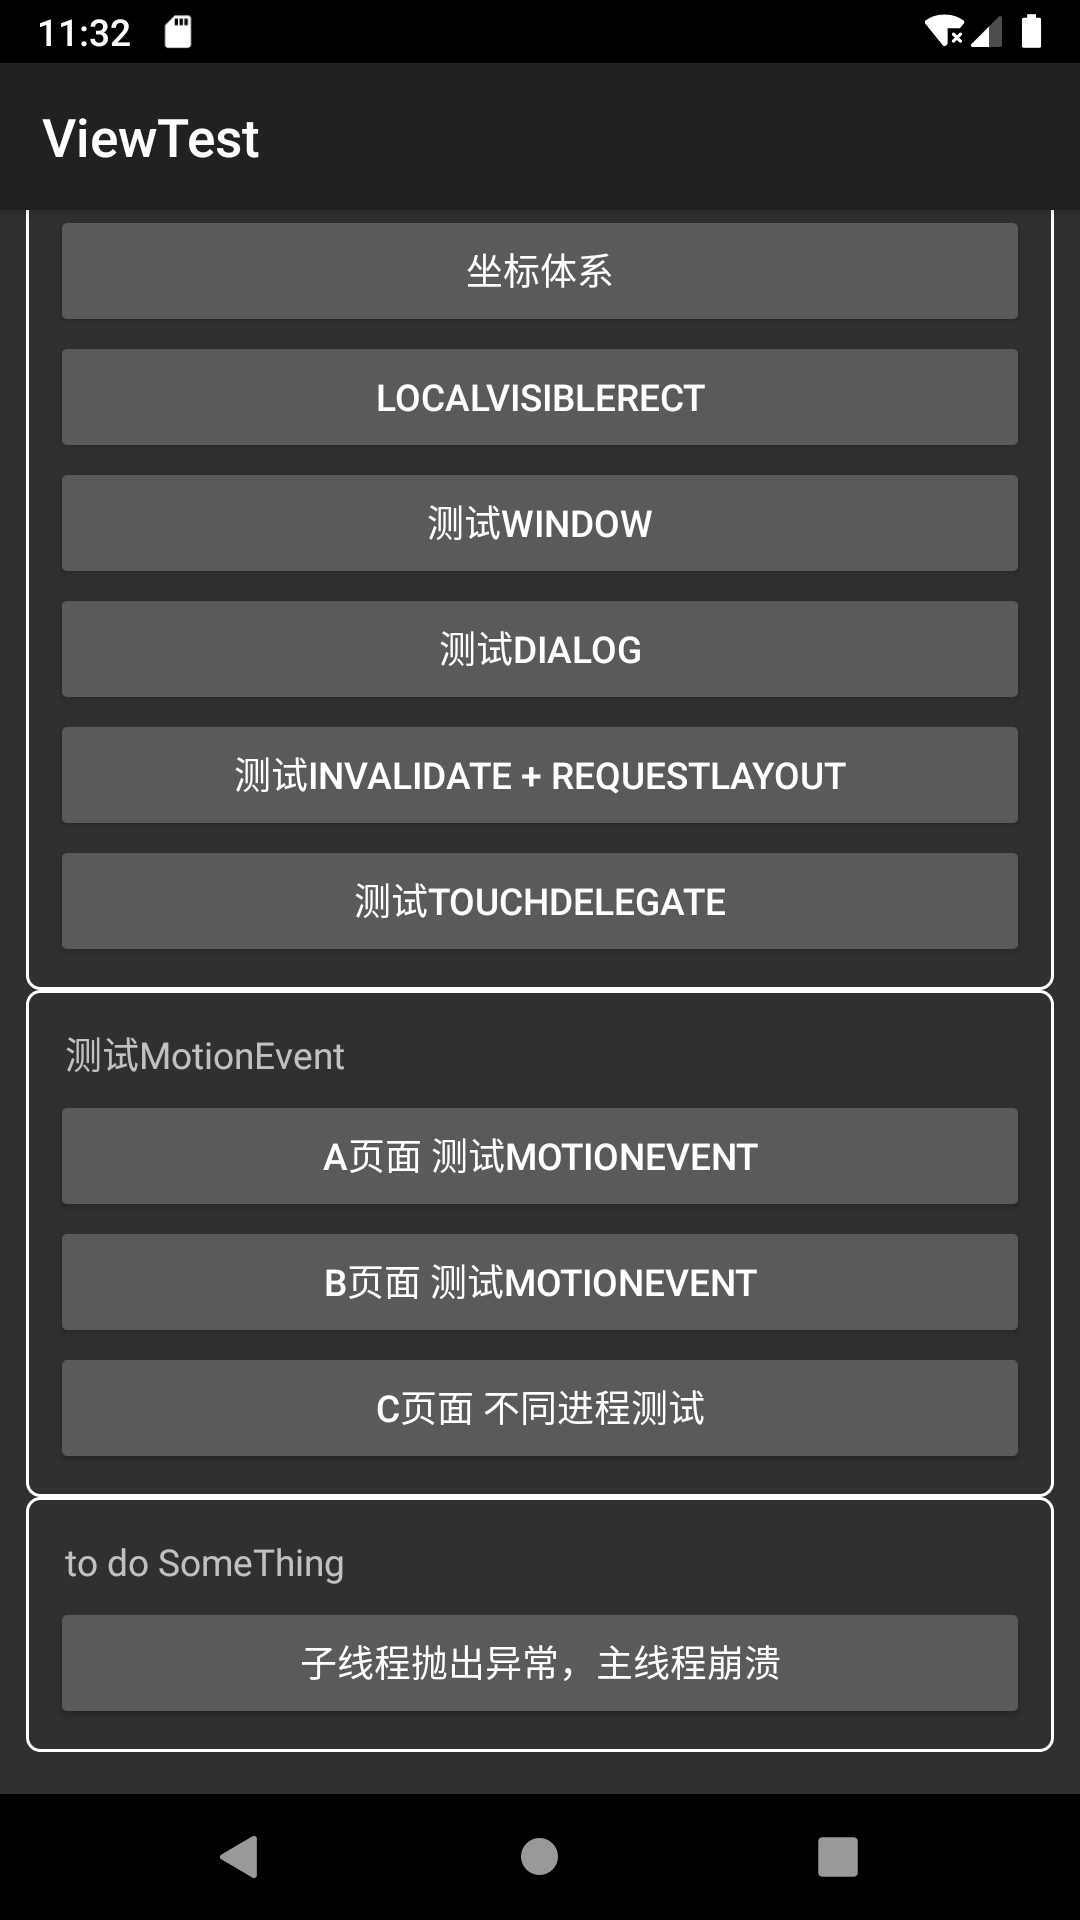 11:32
ViewTest
坐标体系
LOCALVISIBLERECT
测试WINDOW
测试DIALOG
测试INVALIDATE + REQUESTLAYOUT
测试TOUCHDELEGATE
测试MotionEvent
A页面 测试MOTIONEVENT
B页面 测试MOTIONEVENT
C页面 不同进程测试
to do SomeThing
子线程抛出异常，主线程崩溃